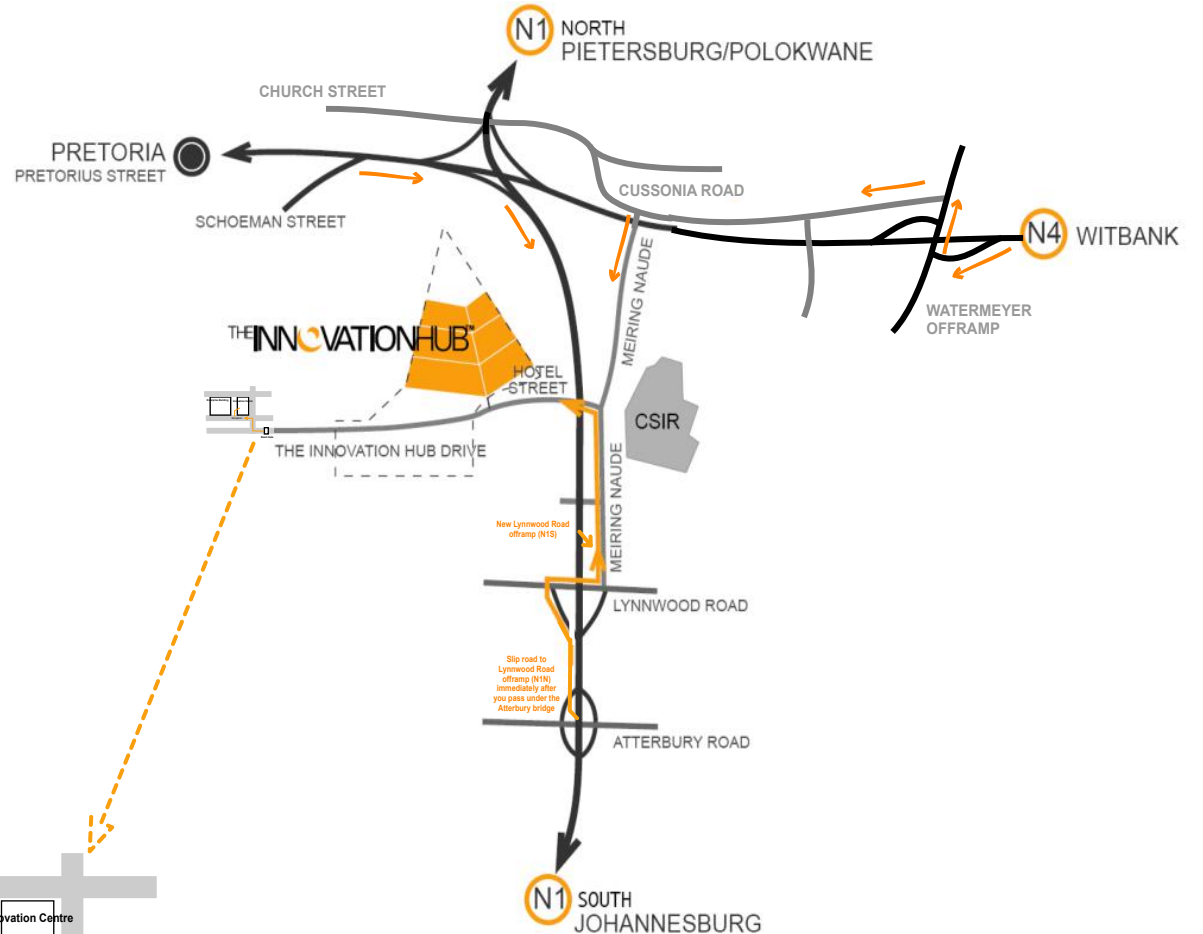 N1 NORTH
PIETERSBURG/POLOKWANE
CHURCH STREET
PRETORIA
PRETORIUS STREET
SCHOEMAN STREET
CUSSONIA ROAD
N4 WITBANK
WATERMEYER
OFFRAMP
MEIRING NAUDE
THE INNOVATIONHUB™
HOTEL
STREET
CSIR
THE INNOVATION HUB DRIVE
MEIRING NAUDE
New Lynnwood Road
offramp (N1S)
LYNNWOOD ROAD
Slip road to
Lynnwood Road
offramp (N1N)
immediately after
you pass under the
Atterbury bridge
ATTERBURY ROAD
N1 SOUTH
JOHANNESBURG
ovation Centre